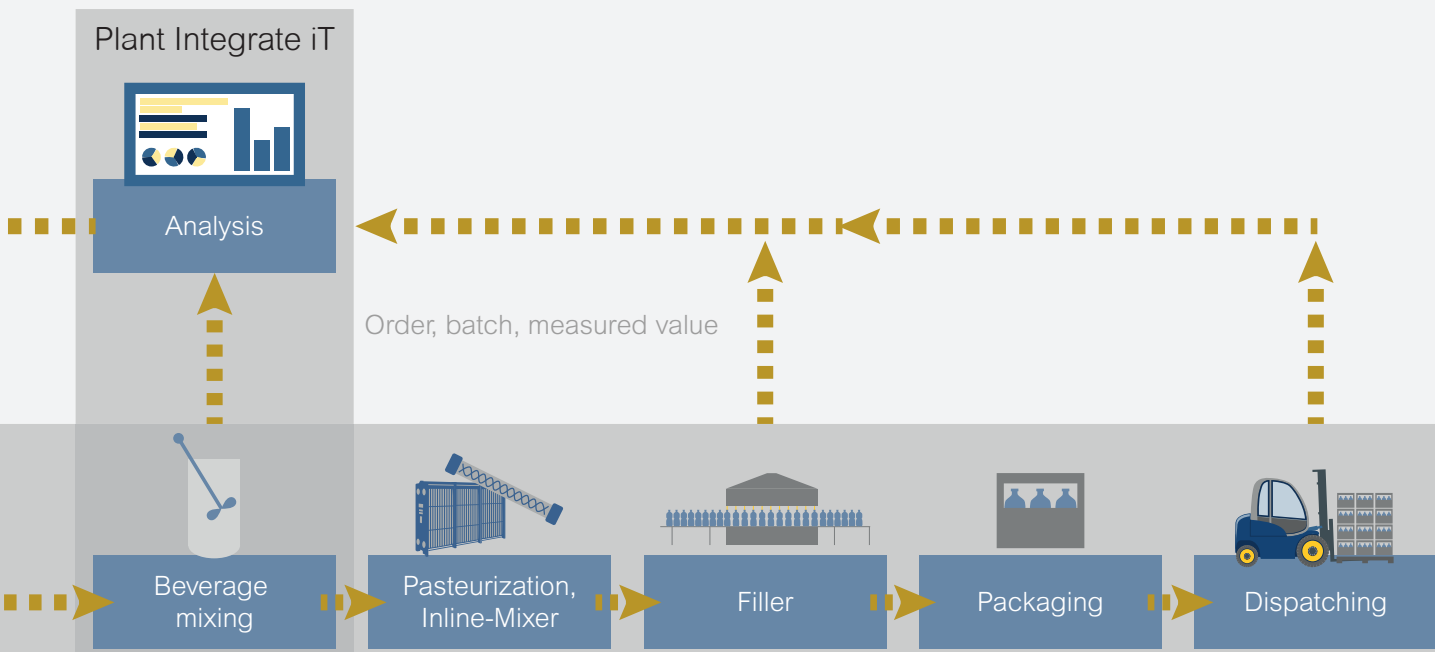 Plant Integrate iT
Analysis
Order, batch, measured value
Beverage
mixing
Pasteurization,
Inline-Mixer
Filler
Packaging
Dispatching